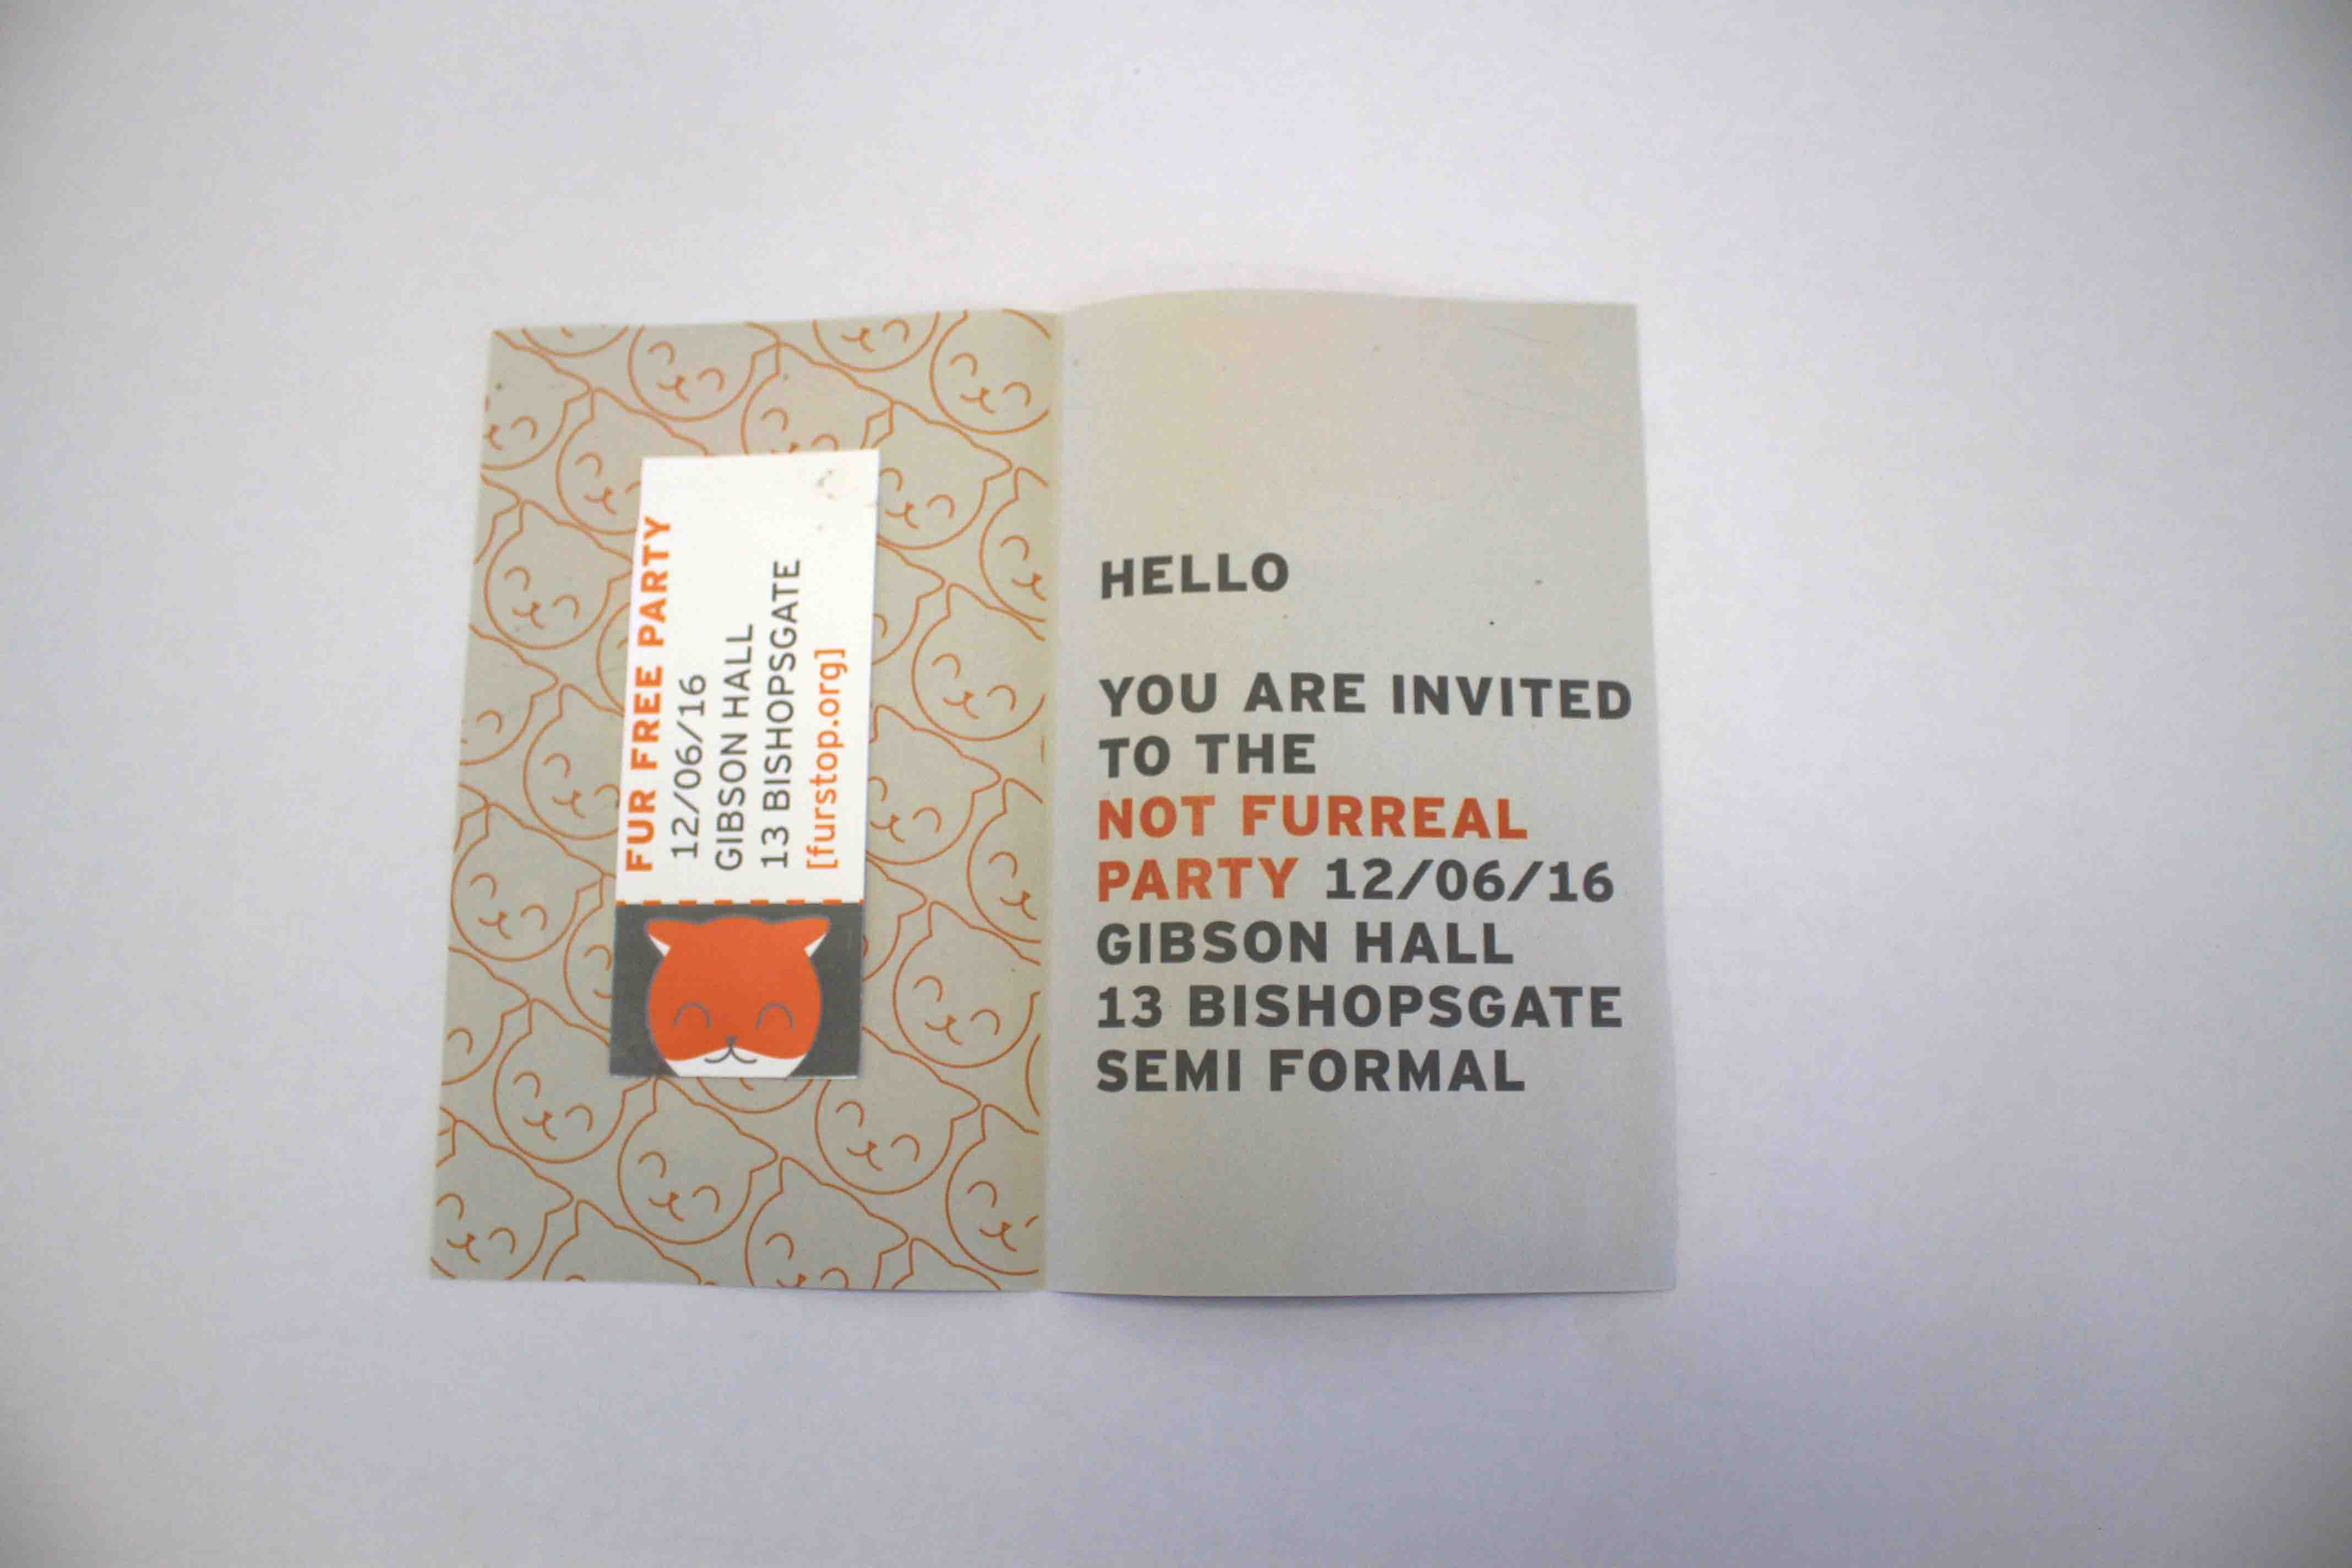 FUR FREE PARTY
12/06/16
GIBSON HALL
13 BISHOPSGATE
[furstop.org]
HELLO
YOU ARE INVITED
TO THE
NOT FURREAL
PARTY 12/06/16
GIBSON HALL
13 BISHOPSGATE
SEMI FORMAL